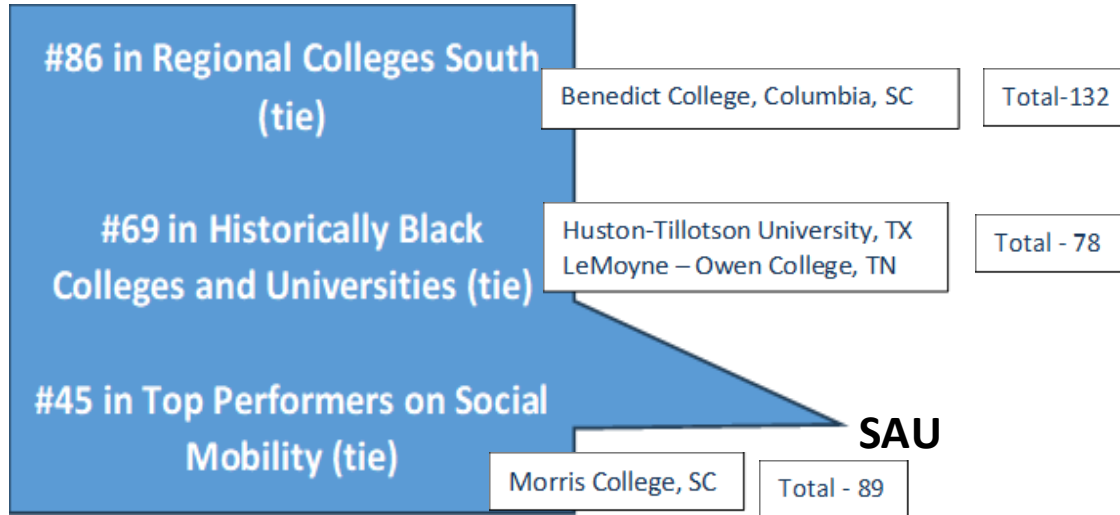 #86 in Regional Colleges South
(tie)
Benedict College, Columbia, SC
Total-132
#69 in Historically Black
Colleges and Universities (tie)
Huston-Tillotson University, TX
LeMoyne – Owen College, TN
Total - 78
#45 in Top Performers on Social
Mobility (tie)
SAU
Morris College, SC
Total - 89